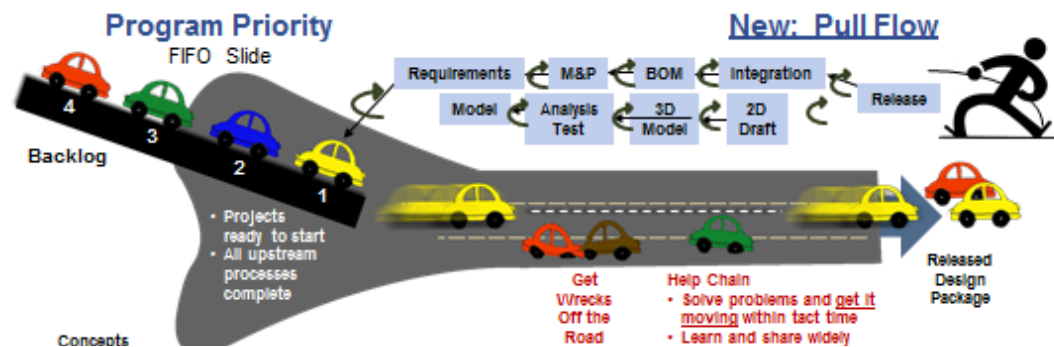 Program Priority
FIFO Slide
New: Pull Flow
Requirements
M&P
BOM
Integration
Release
Model
Analysis
Test
3D
Model
2D
Draft
4
3
2
1
Backlog
• Projects
ready to start
• All upstream
processes
complete
Get
Wrecks
Off the
Road
Help Chain
• Solve problems and get it
moving within tact time
• Learn and share widely
Released
Design
Package
Concepts